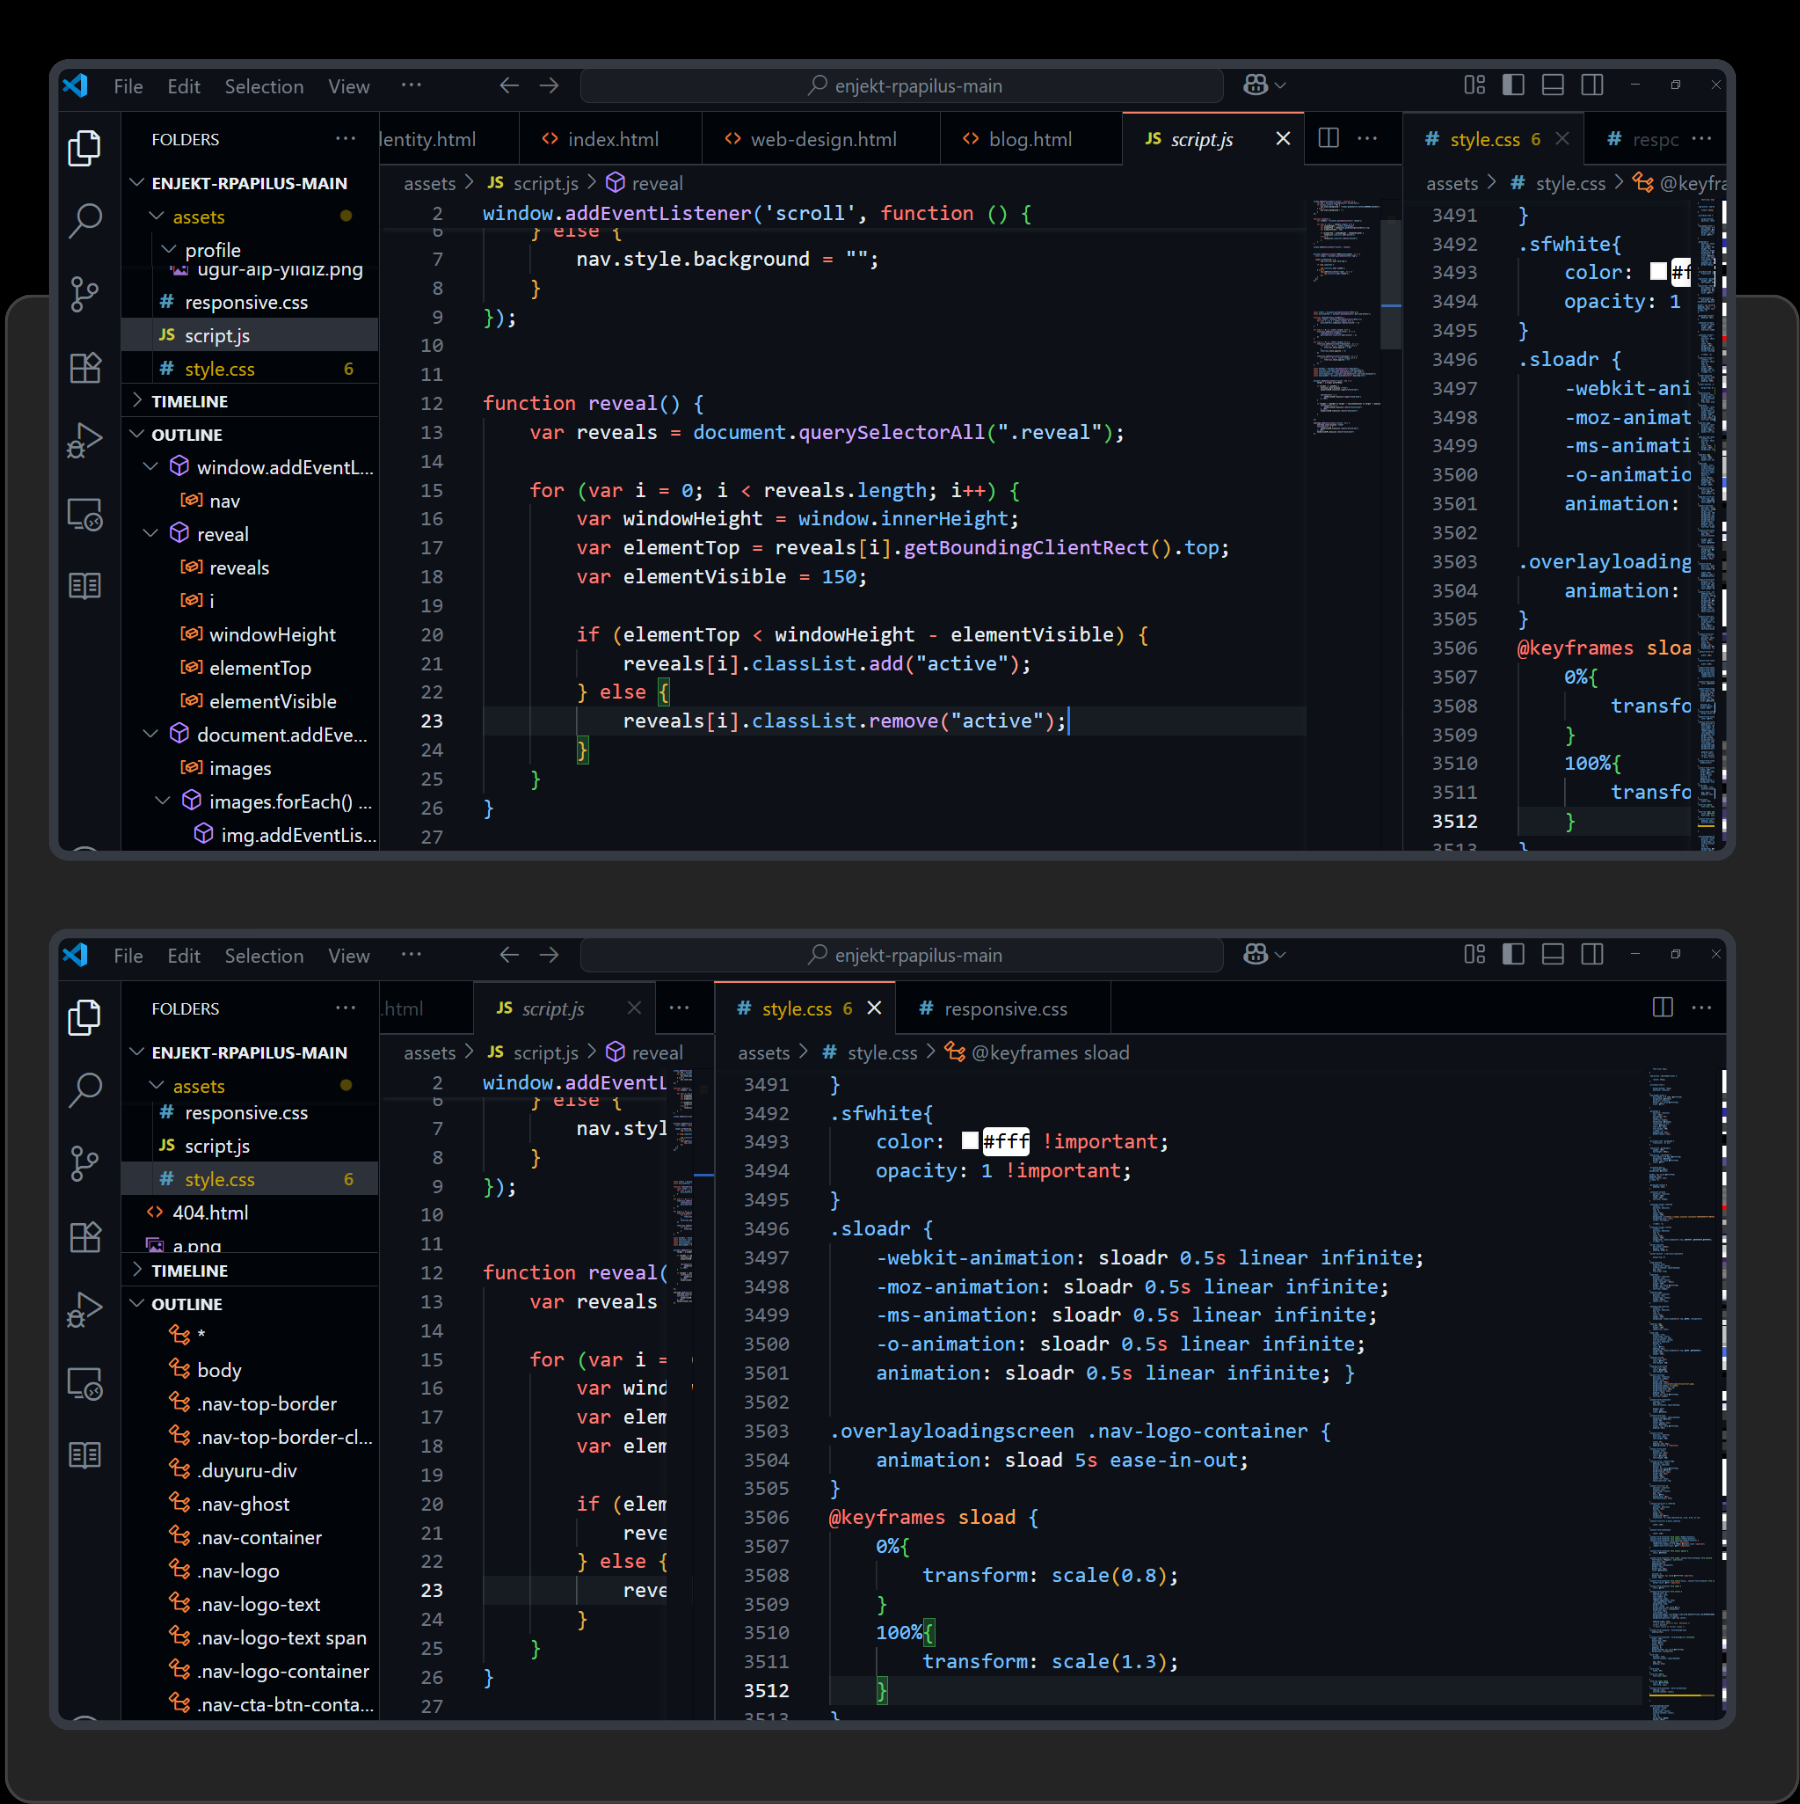 File Edit Selection View ··· enjekt-rpapilus-main
FOLDERS ···
ENJEKT-RPAPILUS-MAIN
assets
profile
ugur-alp-yildiz.png
# responsive.css
JS script.js
# style.css 6
TIMELINE
OUTLINE
window.addEventL...
nav
reveal
reveals
i
windowHeight
elementTop
elementVisible
document.addEve...
images
images.forEach() ...
img.addEventLis...
index.html
web-design.html
blog.html
JS script.js
assets > JS script.js > reveal
2 window.addEventListener('scroll', function () {
6 } else {
7 nav.style.background = "";
8 }
9 });
10
11
12 function reveal() {
13 var reveals = document.querySelectorAll(".reveal");
14
15 for (var i = 0; i < reveals.length; i++) {
16 var windowHeight = window.innerHeight;
17 var elementTop = reveals[i].getBoundingClientRect().top;
18 var elementVisible = 150;
19
20 if (elementTop < windowHeight - elementVisible) {
21 reveals[i].classList.add("active");
22 } else {
23 reveals[i].classList.remove("active");
24 }
25 }
26 }
27
# style.css 6 # respc ···
assets > # style.css > @keyfra
3491 }
3492 .sfwhite{
3493 color: #f
3494 opacity: 1
3495 }
3496 .sloadr {
3497 -webkit-ani
3498 -moz-animat
3499 -ms-animati
3500 -o-animatio
3501 animation:
3502
3503 .overlayloading
3504 animation:
3505 }
3506 @keyframes sloa
3507 0%{
3508 transfo
3509 }
3510 100%{
3511 transfo
3512 }
3513 }
File Edit Selection View ··· enjekt-rpapilus-main
FOLDERS ···
ENJEKT-RPAPILUS-MAIN
assets
# responsive.css
JS script.js
# style.css 6
404.html
a.png
TIMELINE
OUTLINE
*
body
.nav-top-border
.nav-top-border-cl...
.duyuru-div
.nav-ghost
.nav-container
.nav-logo
.nav-logo-text
.nav-logo-text span
.nav-logo-container
.nav-cta-btn-conta...
.html JS script.js ···
assets > JS script.js > reveal
2 window.addEventL
6 } else {
7 nav.styl
8 }
9 });
10
11
12 function reveal(
13 var reveals
14
15 for (var i =
16 var wind
17 var elem
18 var elem
19
20 if (elem
21 reve
22 } else {
23 reve
24 }
25 }
26 }
27
# style.css 6 # responsive.css ···
assets > # style.css > @keyframes sload
3491 }
3492 .sfwhite{
3493 color: #fff !important;
3494 opacity: 1 !important;
3495 }
3496 .sloadr {
3497 -webkit-animation: sloadr 0.5s linear infinite;
3498 -moz-animation: sloadr 0.5s linear infinite;
3499 -ms-animation: sloadr 0.5s linear infinite;
3500 -o-animation: sloadr 0.5s linear infinite;
3501 animation: sloadr 0.5s linear infinite; }
3502
3503 .overlayloadingscreen .nav-logo-container {
3504 animation: sload 5s ease-in-out;
3505 }
3506 @keyframes sload {
3507 0%{
3508 transform: scale(0.8);
3509 }
3510 100%{
3511 transform: scale(1.3);
3512 }
3513 }